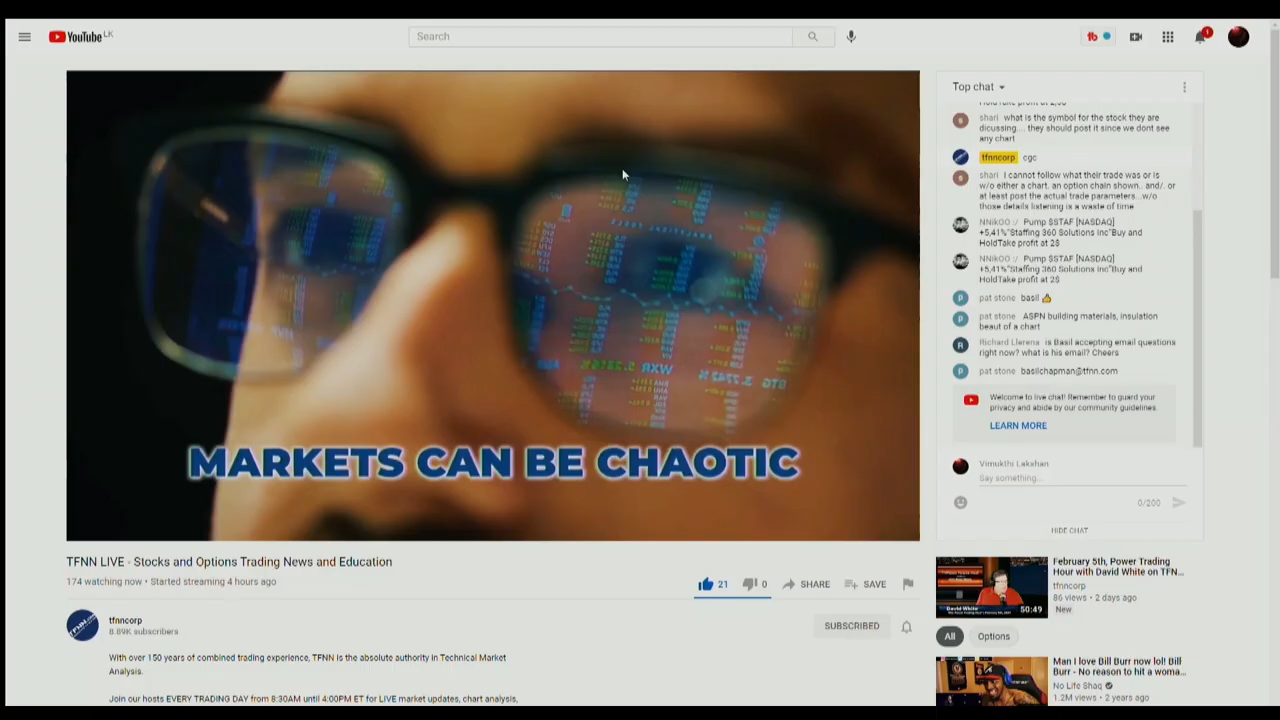 YouTube LK
Search
tb
1
MARKETS CAN BE CHAOTIC
WXR
TFNN LIVE - Stocks and Options Trading News and Education
174 watching now • Started streaming 4 hours ago
21
0
SHARE
SAVE
tfnncorp
8.89K subscribers
SUBSCRIBED
With over 150 years of combined trading experience, TFNN is the absolute authority in Technical Market
Analysis.
Join our hosts EVERY TRADING DAY from 8:30AM until 4:00PM ET for LIVE market updates, chart analysis,
Top chat
shari what is the symbol for the stock they are
dicussing.... they should post it since we dont see
any chart
tfnncorp cgc
shari I cannot follow what their trade was or is
w/o either a chart. an option chain shown.. and/. or
at least post the actual trade parameters...w/o
those details listening is a waste of time
NNikOO :/ Pump $STAF [NASDAQ]
+5,41%"Staffing 360 Solutions Inc"Buy and
HoldTake profit at 2$
NNikOO :/ Pump $STAF [NASDAQ]
+5,41%"Staffing 360 Solutions Inc"Buy and
HoldTake profit at 2$
pat stone basil 👍
pat stone ASPN building materials, insulation
beaut of a chart
Richard Llerena is Basil accepting email questions
right now? what is his email? Cheers
pat stone basilchapman@tfnn.com
Welcome to live chat! Remember to guard your
privacy and abide by our community guidelines.
LEARN MORE
Vimukthi Lakshan
Say something...
0/200
HIDE CHAT
David White
50:49
February 5th, Power Trading
Hour with David White on TFN...
tfnncorp
86 views • 2 days ago
New
All
Options
Man I love Bill Burr now lol! Bill
Burr - No reason to hit a woma...
No Life Shaq
1.2M views • 2 years ago